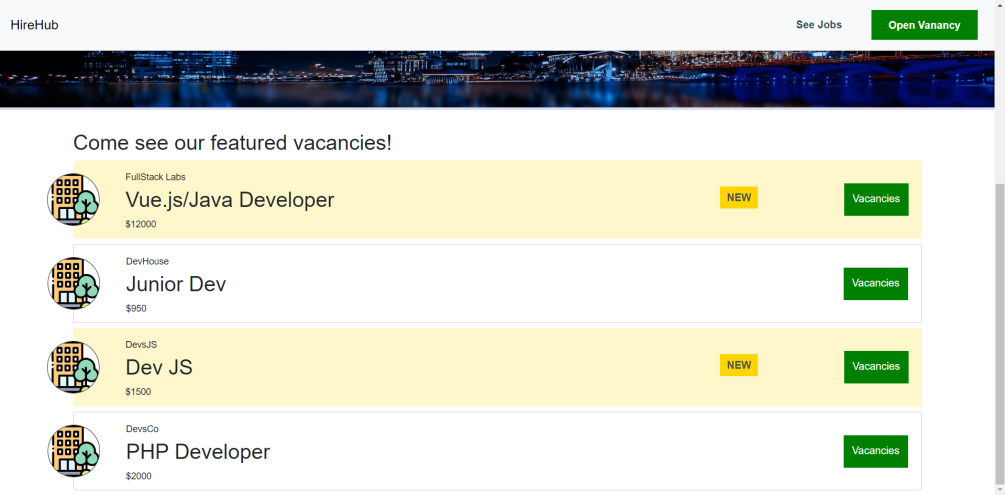 HireHub
See Jobs
Open Vanancy
Come see our featured vacancies!
FullStack Labs
Vue.js/Java Developer
$12000
NEW
Vacancies
DevHouse
Junior Dev
$950
Vacancies
DevsJS
Dev JS
$1500
NEW
Vacancies
DevsCo
PHP Developer
$2000
Vacancies